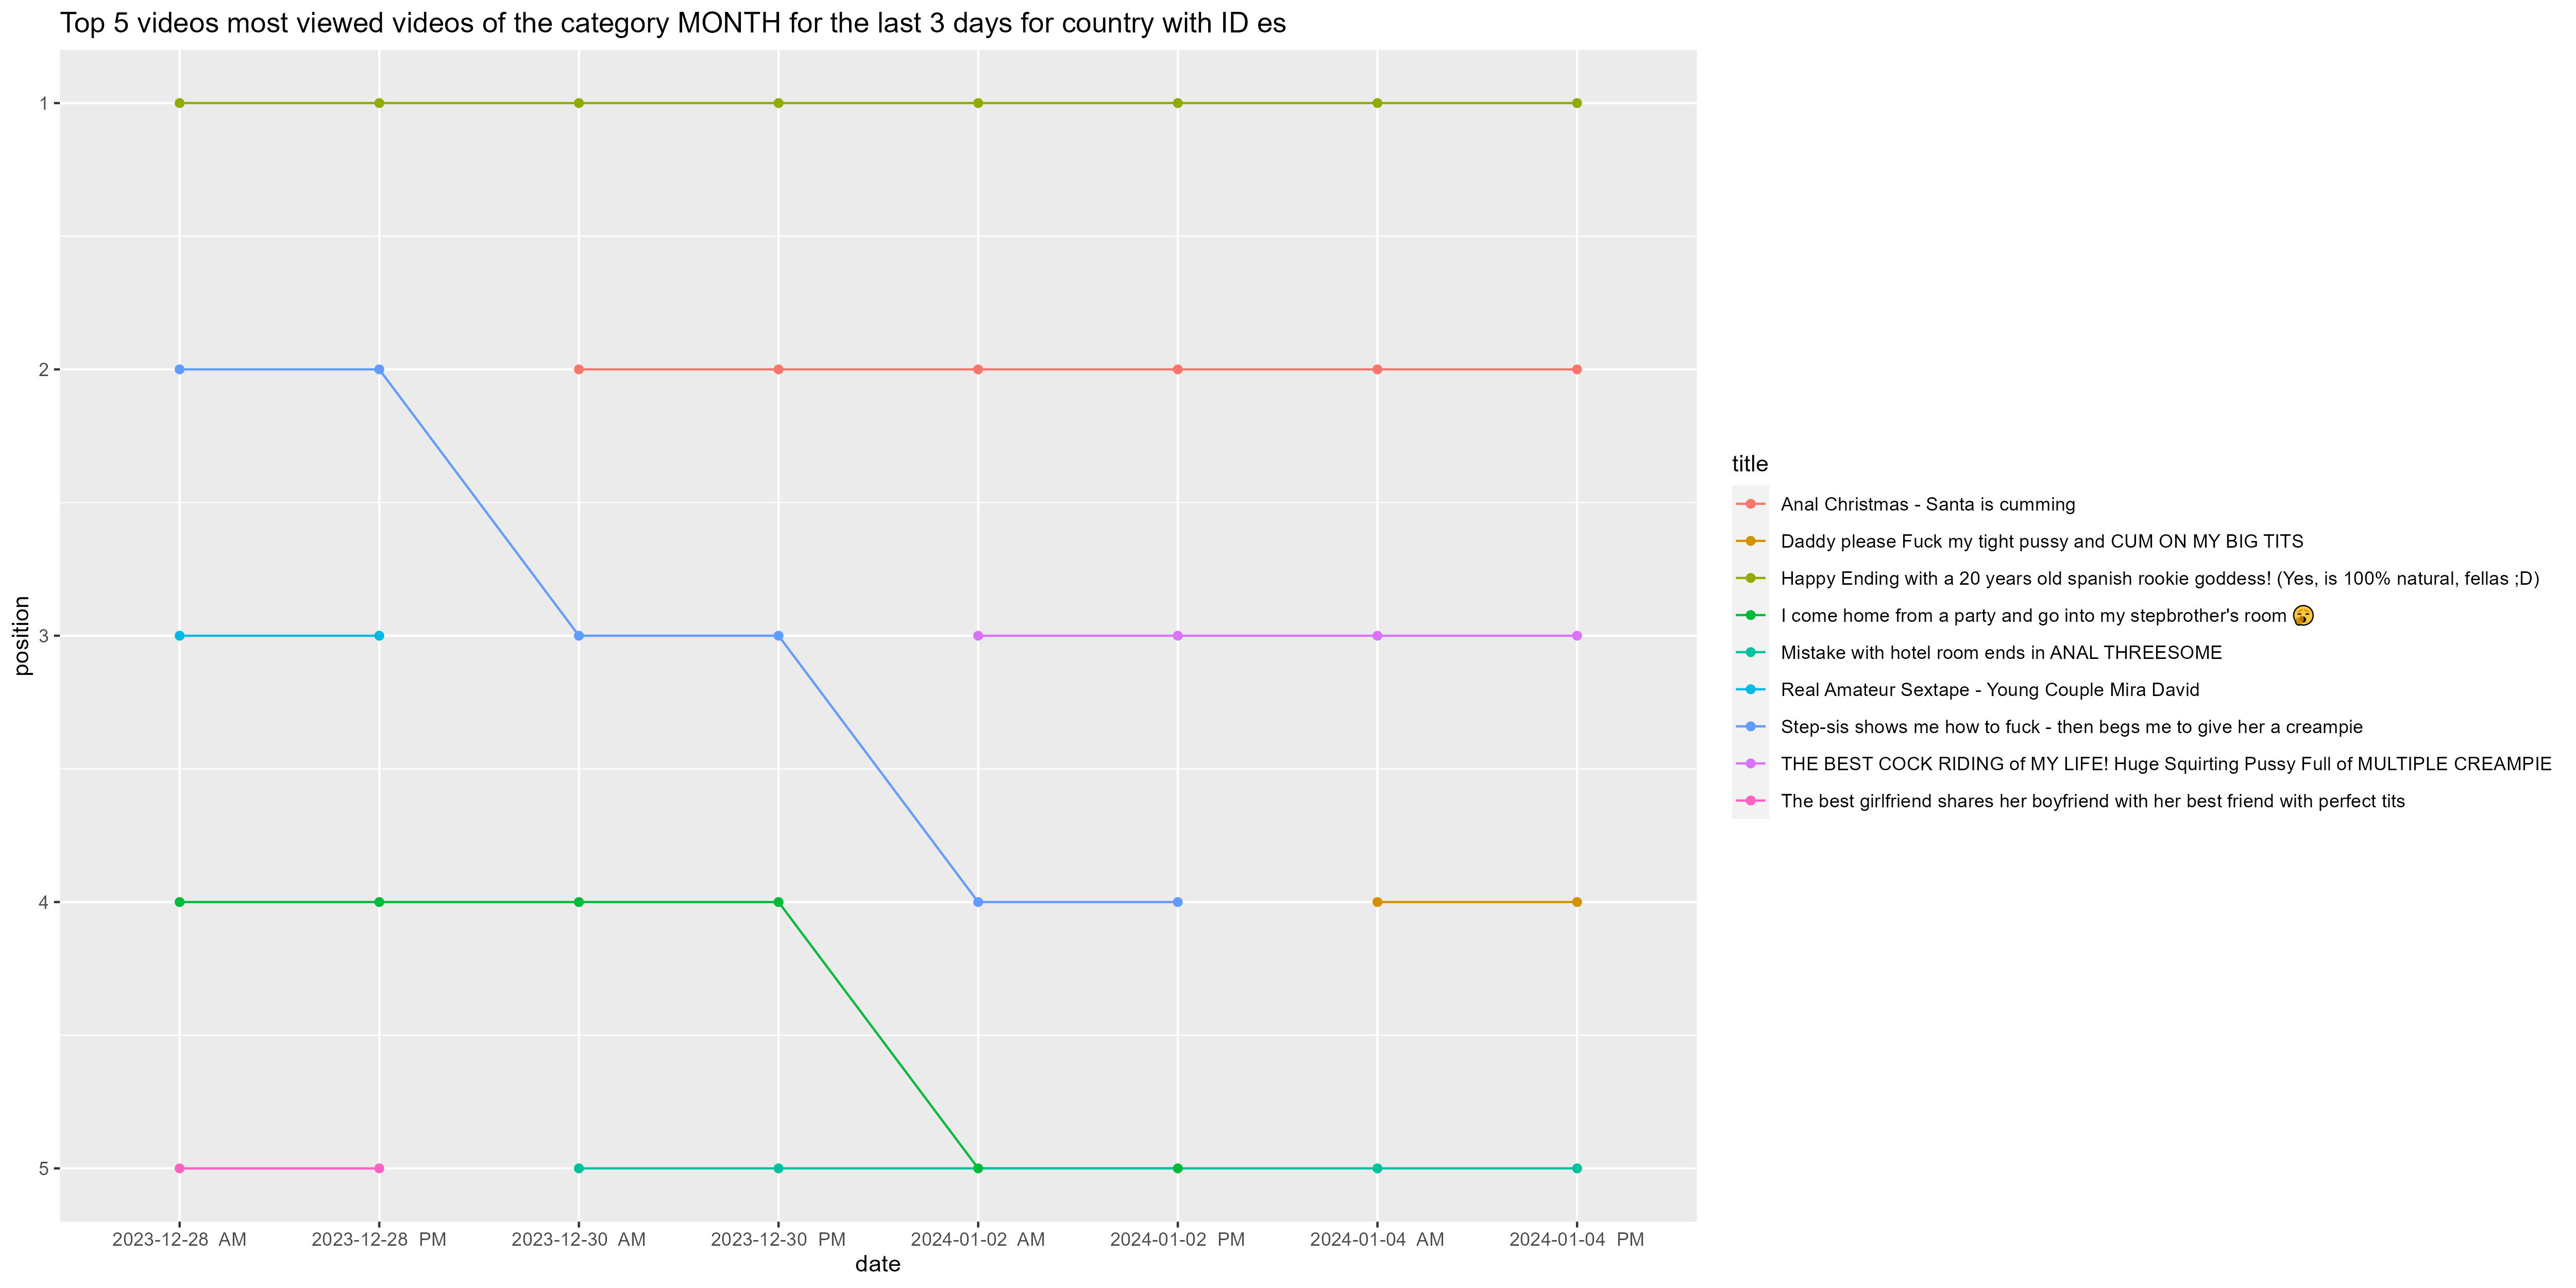 Top 5 videos most viewed videos of the category MONTH for the last 3 days for country with ID es
1
2
3
4
5
position
2023-12-28  AM
2023-12-28  PM
2023-12-30  AM
2023-12-30  PM
2024-01-02  AM
2024-01-02  PM
2024-01-04  AM
2024-01-04  PM
date
title
Anal Christmas - Santa is cumming
Daddy please Fuck my tight pussy and CUM ON MY BIG TITS
Happy Ending with a 20 years old spanish rookie goddess! (Yes, is 100% natural, fellas ;D)
I come home from a party and go into my stepbrother's room 🥱
Mistake with hotel room ends in ANAL THREESOME
Real Amateur Sextape - Young Couple Mira David
Step-sis shows me how to fuck - then begs me to give her a creampie
THE BEST COCK RIDING of MY LIFE! Huge Squirting Pussy Full of MULTIPLE CREAMPIE
The best girlfriend shares her boyfriend with her best friend with perfect tits